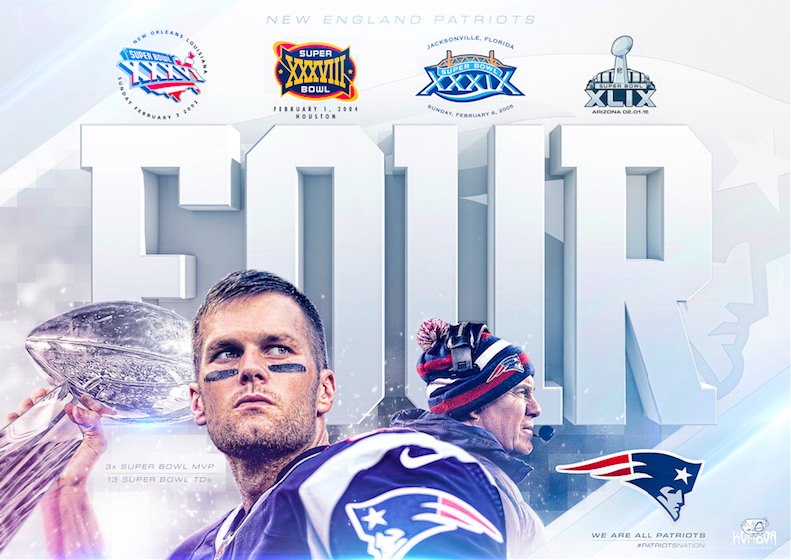 NEW ENGLAND PATRIOTS
NEW ORLEANS LOUISIANA
SUPER BOWL
XXXVI
SUNDAY FEBRUARY 3 2002
SUPER
XXXVIII
BOWL
FEBRUARY 1, 2004
HOUSTON
JACKSONVILLE, FLORIDA
SUPER BOWL
XXXIX
SUNDAY, FEBRUARY 6, 2005
SUPER BOWL
XLIX
ARIZONA 02.01.15
FOUR
3x SUPER BOWL MVP
13 SUPER BOWL TDs
WE ARE ALL PATRIOTS
#PATRIOTSNATION